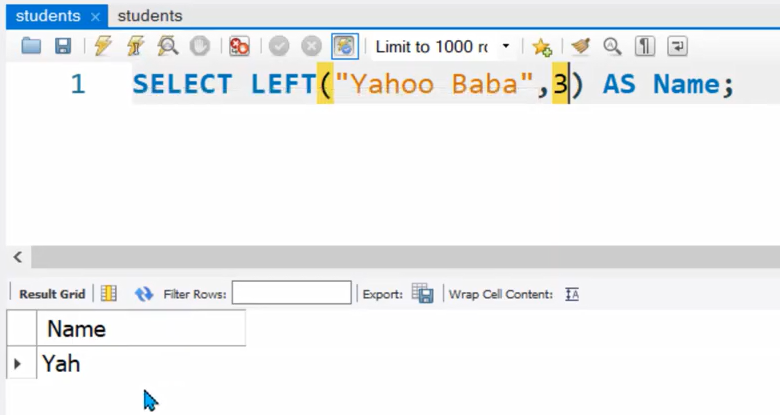 students × students
Limit to 1000 rc
1 SELECT LEFT("Yahoo Baba",3) AS Name;
Result Grid Filter Rows: Export: Wrap Cell Content:
Name
Yah